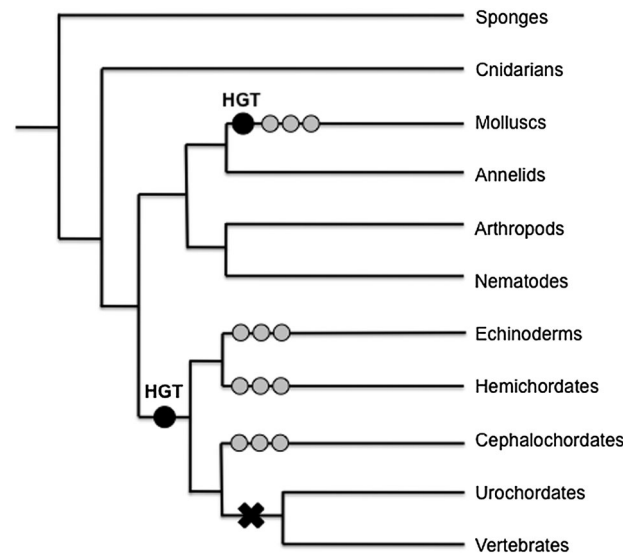 Sponges
Cnidarians
HGT
Molluscs
Annelids
Arthropods
Nematodes
Echinoderms
HGT
Hemichordates
Cephalochordates
Urochordates
Vertebrates